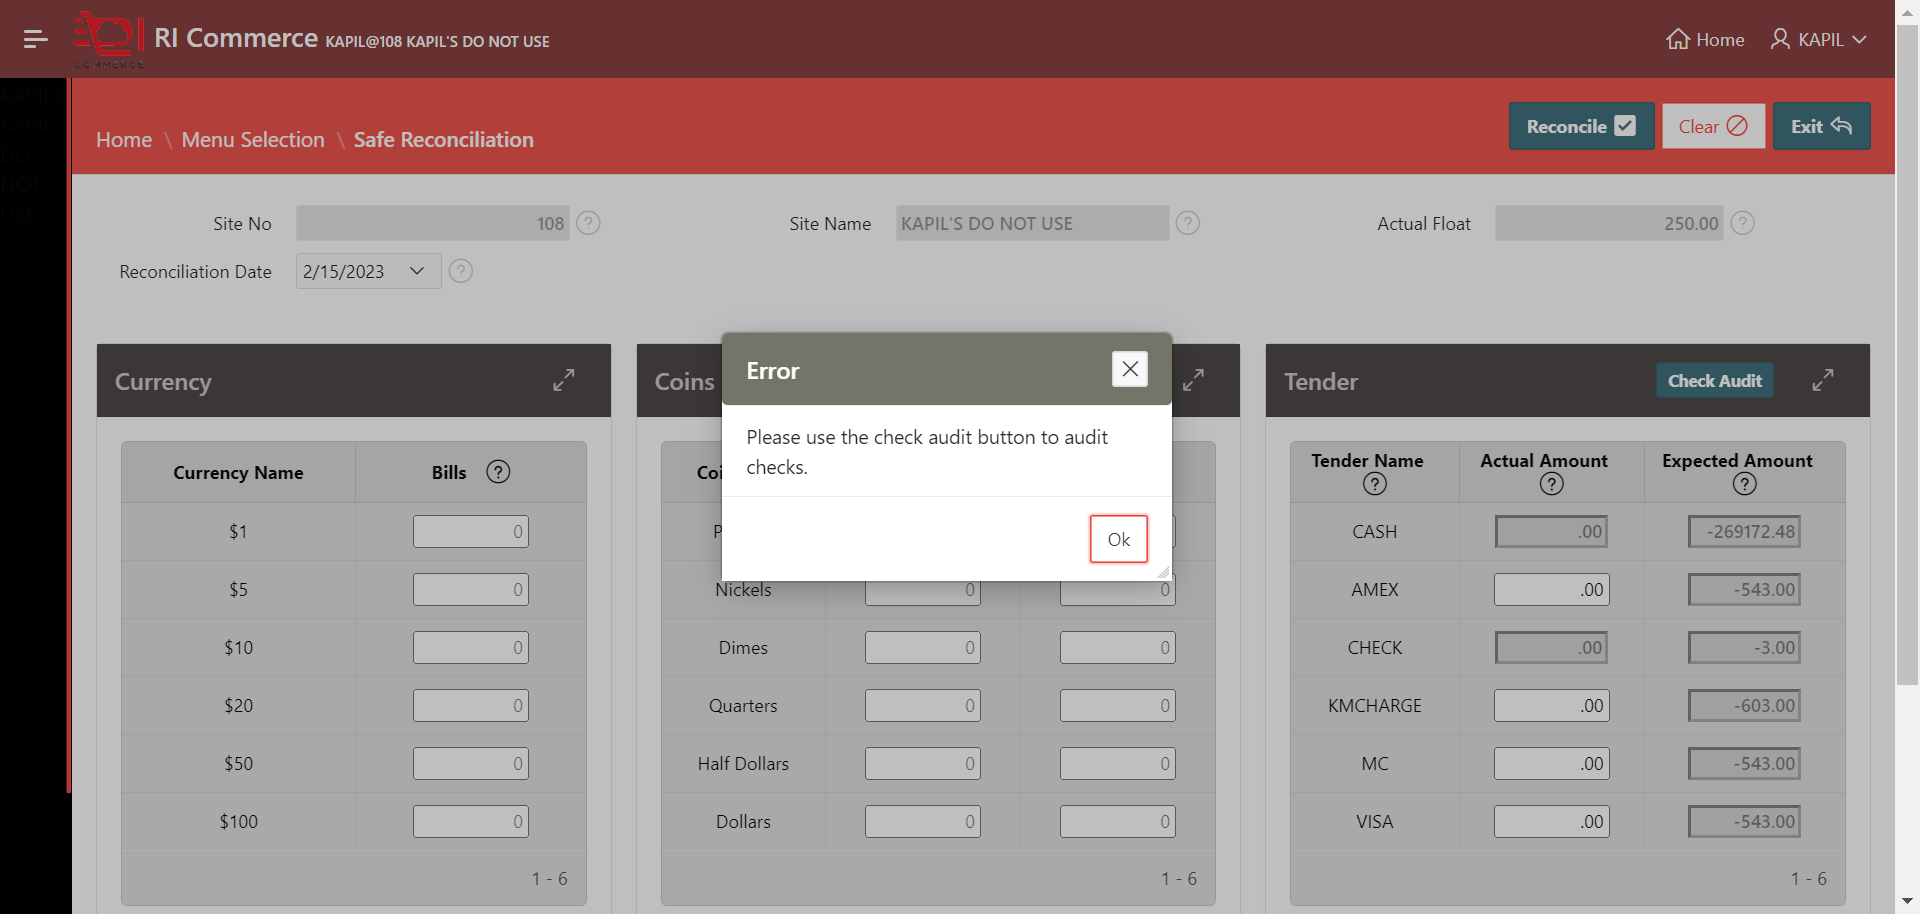 RI Commerce KAPIL@108 KAPIL'S DO NOT USE
COMMERCE
Home
KAPIL
KAPIL@
KAPIL'S
DO
NOT
USE
Home \ Menu Selection \ Safe Reconciliation
Reconcile
Clear
Exit
Site No 108 ?
Site Name KAPIL'S DO NOT USE ?
Actual Float 250.00 ?
Reconciliation Date 2/15/2023 ?
Error
Please use the check audit button to audit
checks.
Ok
Currency
Currency Name Bills ?
$1 0
$5 0
$10 0
$20 0
$50 0
$100 0
1 - 6
Coins
Nickels 0 0
Dimes 0 0
Quarters 0 0
Half Dollars 0 0
Dollars 0 0
1 - 6
Tender Check Audit
Tender Name ? Actual Amount ? Expected Amount ?
CASH .00 -269172.48
AMEX .00 -543.00
CHECK .00 -3.00
KMCHARGE .00 -603.00
MC .00 -543.00
VISA .00 -543.00
1 - 6